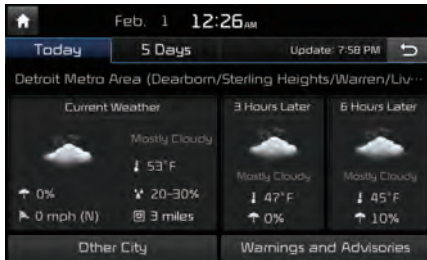 Feb. 1 12:26 AM
Today 5 Days Update: 7:58 PM
Detroit Metro Area (Dearborn/Sterling Heights/Warren/Liv···
Current Weather 3 Hours Later 6 Hours Later
Mostly Cloudy
53°F
Mostly Cloudy Mostly Cloudy
0% 20-30% 47°F 45°F
0 mph (N) 3 miles 0% 10%
Other City Warnings and Advisories